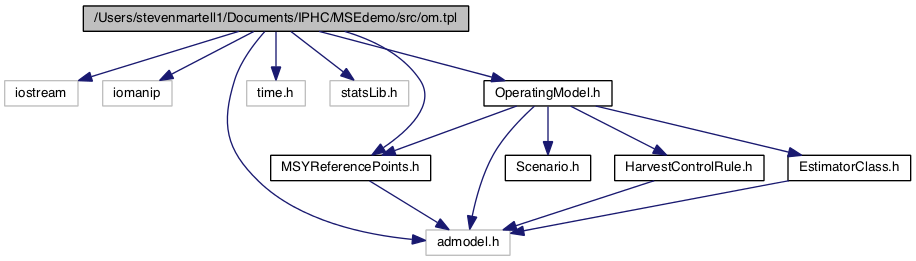 /Users/stevenmartell1/Documents/IPHC/MSEdemo/src/om.tpl
iostream
iomanip
time.h
statsLib.h
OperatingModel.h
MSYReferencePoints.h
Scenario.h
HarvestControlRule.h
EstimatorClass.h
admodel.h